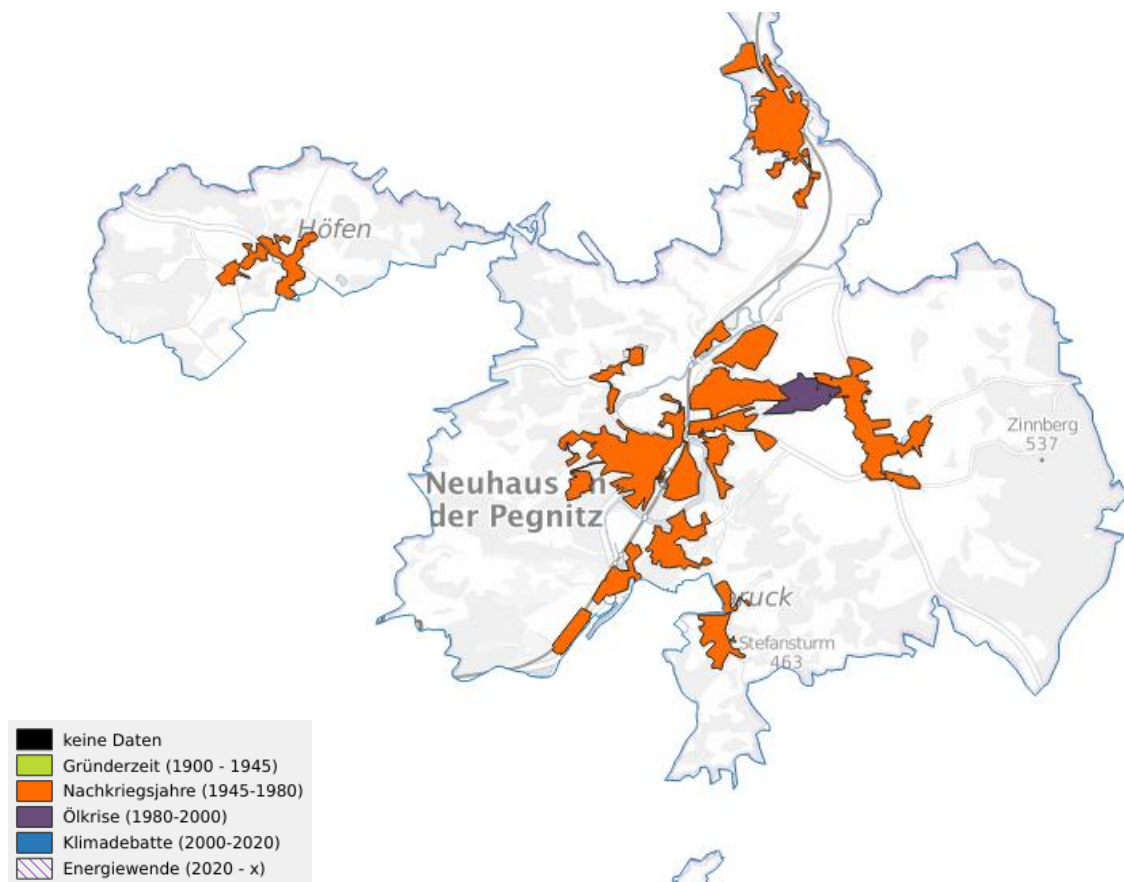 Höfen
Zinnberg
537
Neuhaus n
der Pegnitz
ruck
Stefansturm
463
keine Daten
Gründerzeit (1900 - 1945)
Nachkriegsjahre (1945-1980)
Ölkrise (1980-2000)
Klimadebatte (2000-2020)
Energiewende (2020 - x)